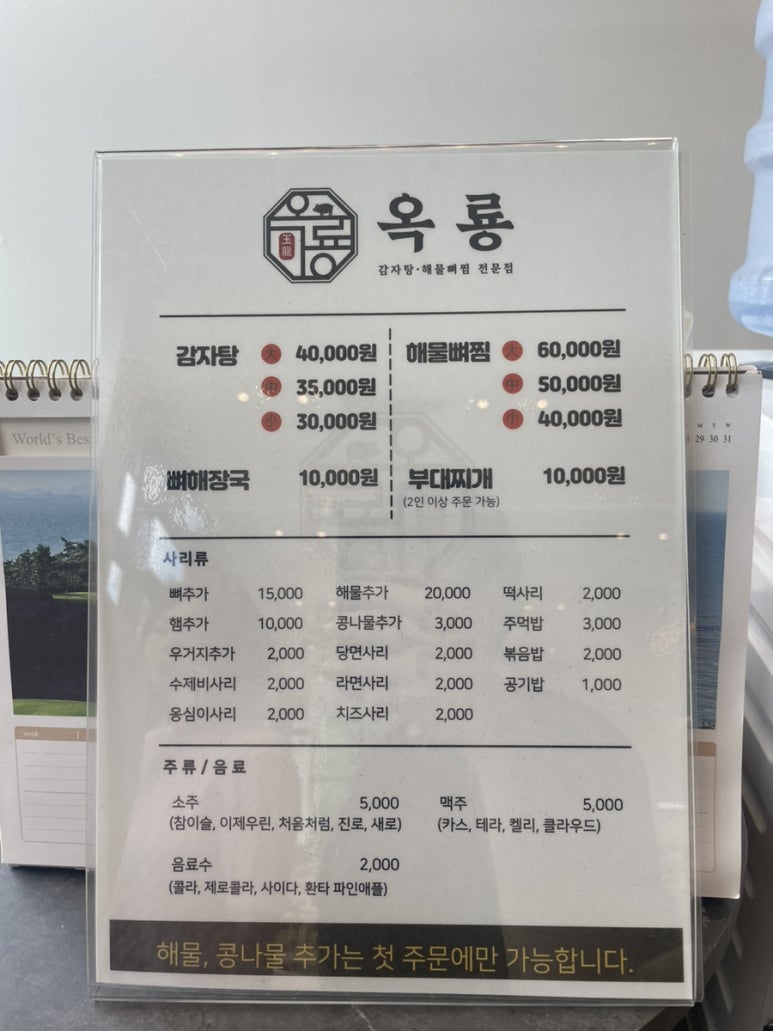 옥룡
玉龍
옥룡
감자탕·해물뼈찜 전문점
감자탕 大 40,000원
中 35,000원
小 30,000원
해물뼈찜 大 60,000원
中 50,000원
小 40,000원
뼈해장국 10,000원
부대찌개 10,000원
(2인 이상 주문 가능)
사리류
뼈추가 15,000 해물추가 20,000 떡사리 2,000
햄추가 10,000 콩나물추가 3,000 주먹밥 3,000
우거지추가 2,000 당면사리 2,000 볶음밥 2,000
수제비사리 2,000 라면사리 2,000 공기밥 1,000
옹심이사리 2,000 치즈사리 2,000
주류/음료
소주 5,000 맥주 5,000
(참이슬, 이제우린, 처음처럼, 진로, 새로) (카스, 테라, 켈리, 클라우드)
음료수 2,000
(콜라, 제로콜라, 사이다, 환타 파인애플)
해물, 콩나물 추가는 첫 주문에만 가능합니다.
World's Bes
week 1
M T W
29 30 31